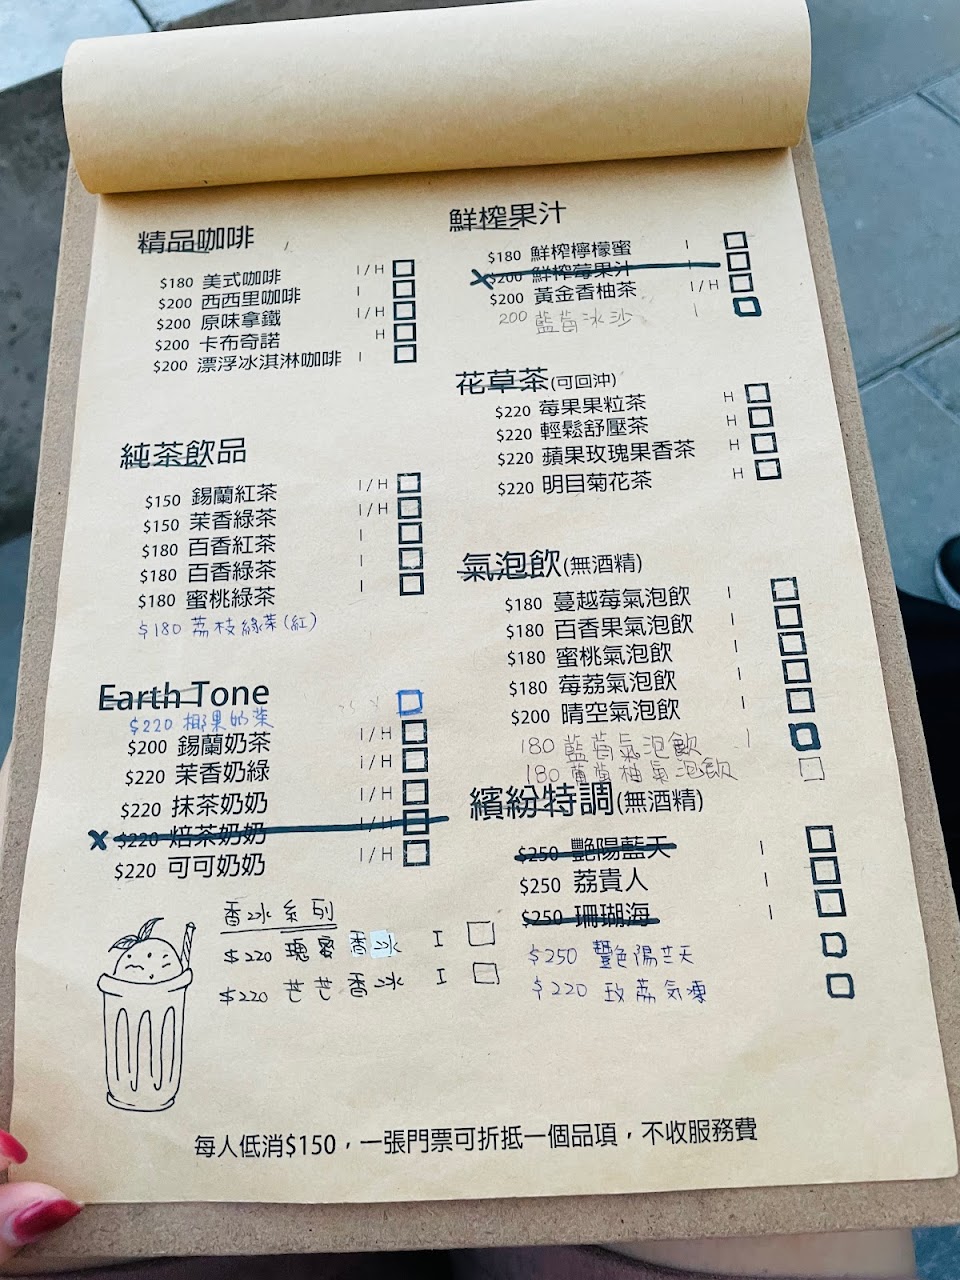 精品咖啡
$180 美式咖啡 I/H
$200 西西里咖啡 I
$200 原味拿鐵 I/H
$200 卡布奇諾 H
$200 漂浮冰淇淋咖啡 I
純茶飲品
$150 錫蘭紅茶 I/H
$150 茉香綠茶 I/H
$180 百香紅茶 I
$180 百香綠茶 I
$180 蜜桃綠茶 I
$180 荔枝綠茶(紅)
Earth Tone
$220 椰果奶茶
$200 錫蘭奶茶 I/H
$220 茉香奶綠 I/H
$220 抹茶奶奶 I/H
X $220 焙茶奶奶 I/H
$220 可可奶奶 I/H
香冰系列
$220 瑰蜜香冰 I
$220 芒芒香冰 I
鮮榨果汁
$180 鮮榨檸檬蜜 I
X $200 鮮榨莓果汁 I
$200 黃金香柚茶 I/H
200 藍莓冰沙 I
花草茶(可回沖)
$220 莓果果粒茶 H
$220 輕鬆舒壓茶 H
$220 蘋果玫瑰果香茶 H
$220 明目菊花茶 H
氣泡飲(無酒精)
$180 蔓越莓氣泡飲 I
$180 百香果氣泡飲 I
$180 蜜桃氣泡飲 I
$180 莓荔氣泡飲 I
$200 晴空氣泡飲 I
180 藍莓氣泡飲 I
180 葡萄柚氣泡飲
繽紛特調(無酒精)
$250 艷陽藍天 I
$250 荔貴人 I
$250 珊瑚海 I
$250 艷陽
$220 玫荔気凍
每人低消$150，一張門票可折抵一個品項，不收服務費